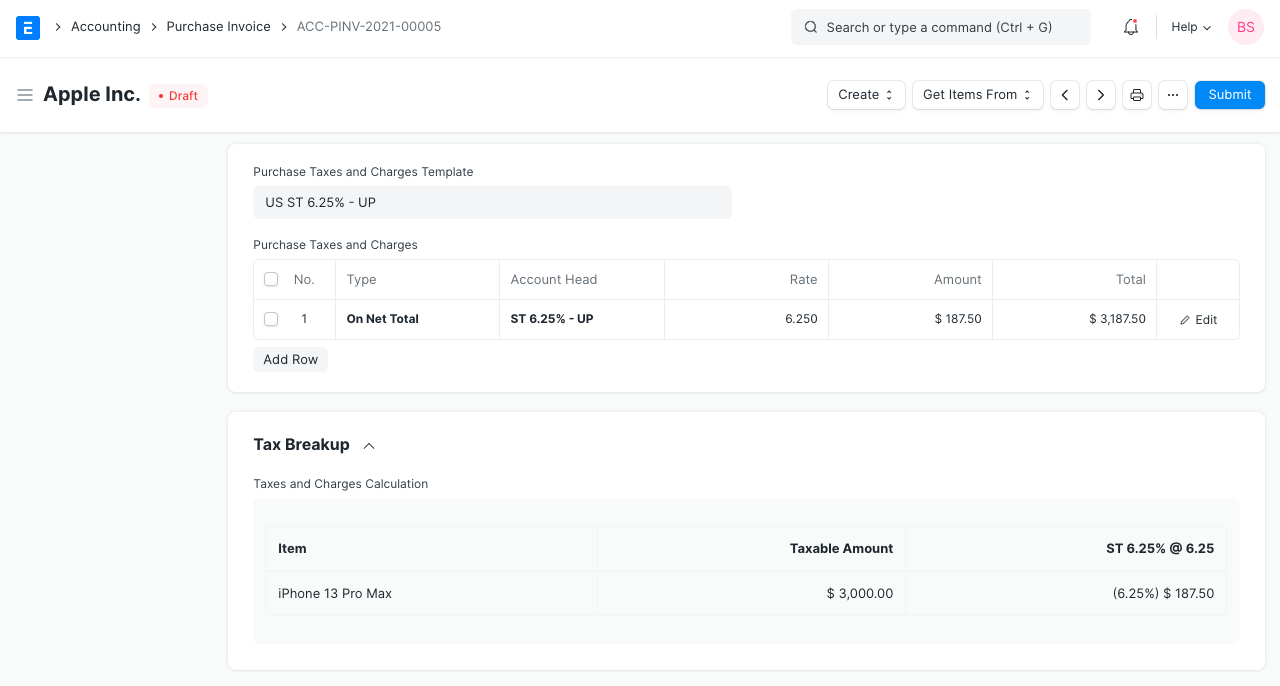 E Accounting Purchase Invoice ACC-PINV-2021-00005 Search or type a command (Ctrl + G) Help BS
Apple Inc. • Draft Create Get Items From ... Submit
Purchase Taxes and Charges Template
US ST 6.25% - UP
Purchase Taxes and Charges
No. Type Account Head Rate Amount Total
1 On Net Total ST 6.25% - UP 6.250 $ 187.50 $ 3,187.50 Edit
Add Row
Tax Breakup
Taxes and Charges Calculation
Item Taxable Amount ST 6.25% @ 6.25
iPhone 13 Pro Max $ 3,000.00 (6.25%) $ 187.50